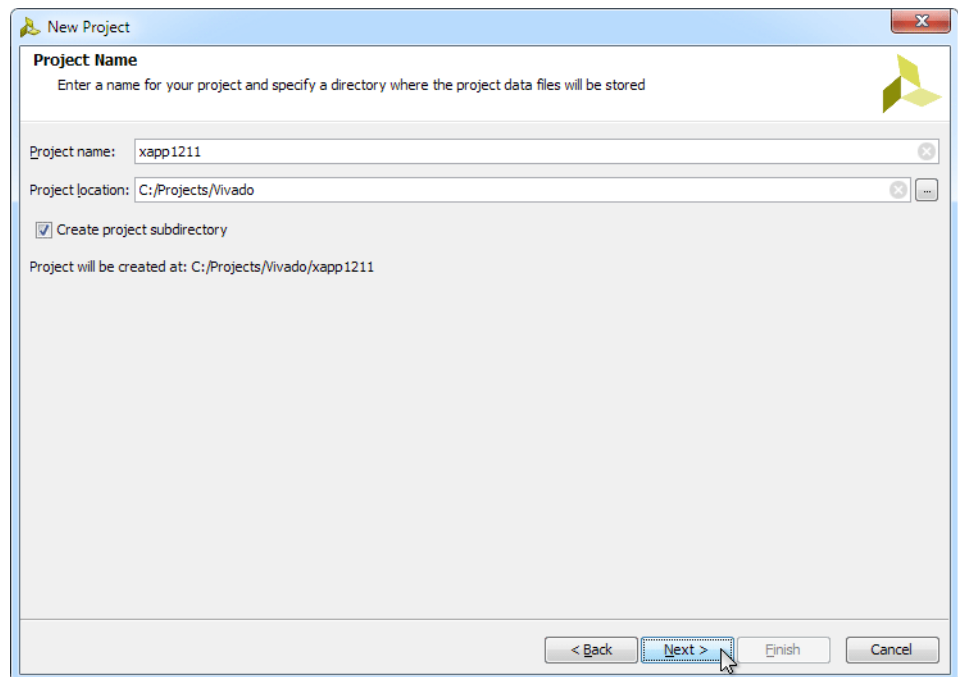 New Project
Project Name
Enter a name for your project and specify a directory where the project data files will be stored
Project name: xapp1211
Project location: C:/Projects/Vivado ...
Create project subdirectory
Project will be created at: C:/Projects/Vivado/xapp1211
< Back Next > Finish Cancel